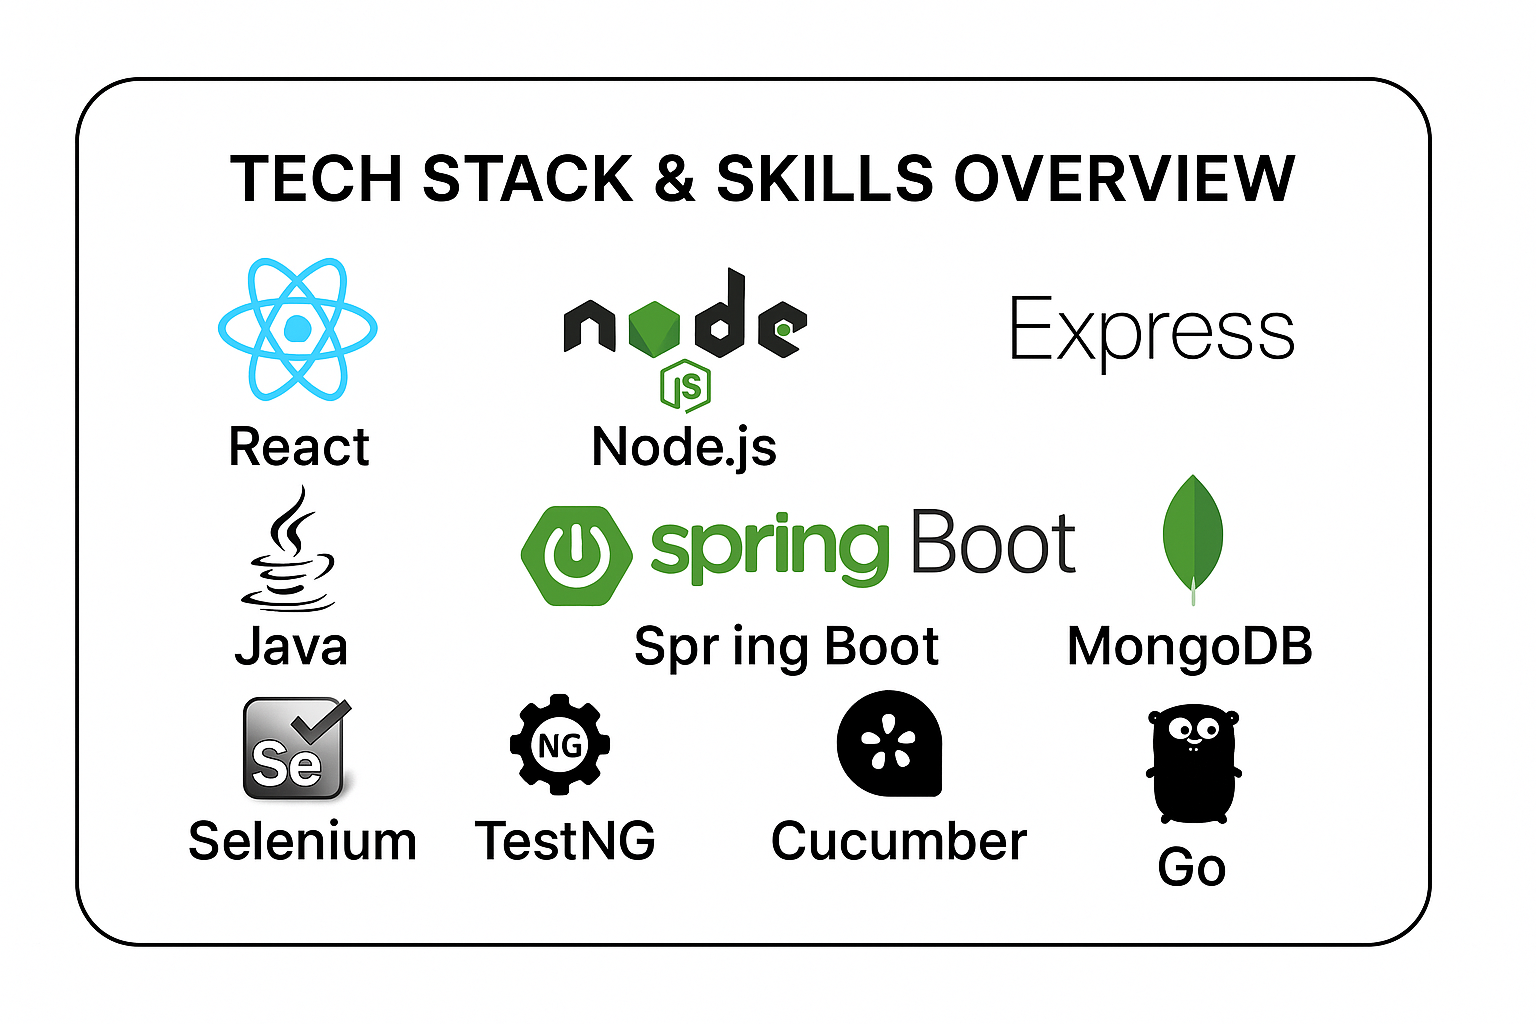 TECH STACK & SKILLS OVERVIEW
node
JS
Express
React
Node.js
spring Boot
Java
Spr ing Boot
MongoDB
Se
NG
Selenium
TestNG
Cucumber
Go